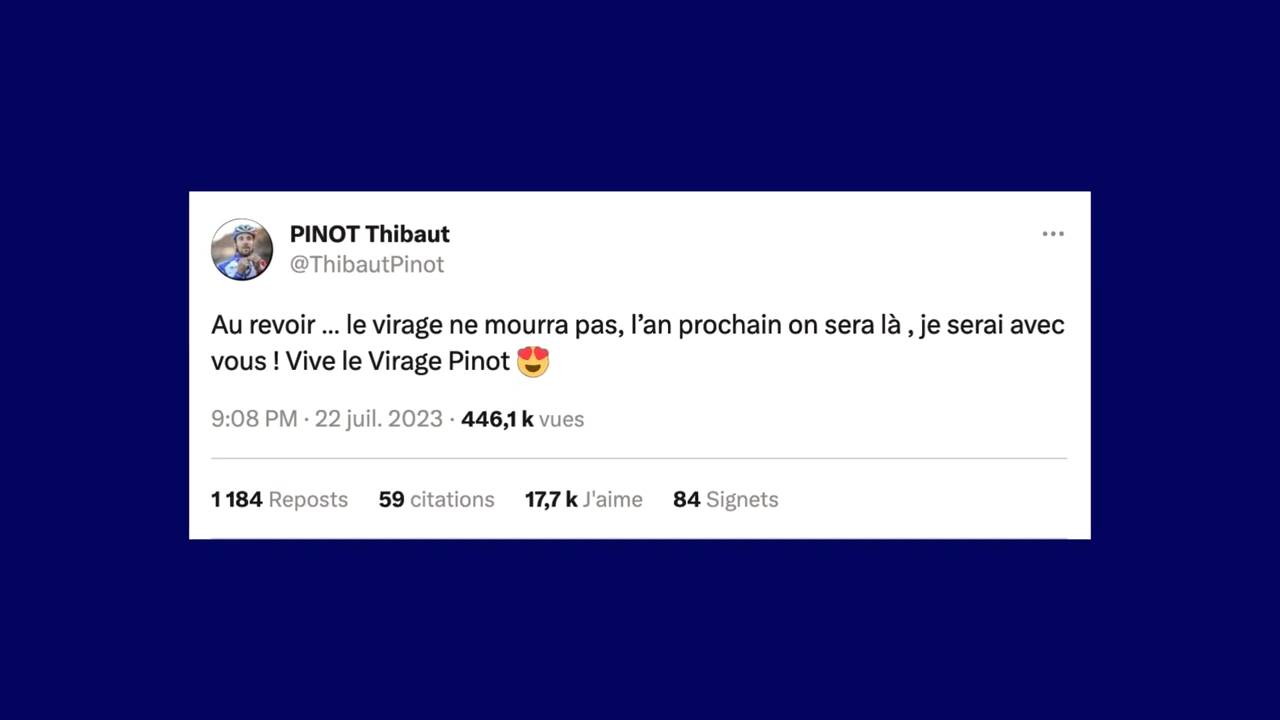 PINOT Thibaut
@ThibautPinot
Au revoir ... le virage ne mourra pas, l’an prochain on sera là , je serai avec
vous ! Vive le Virage Pinot 😍
9:08 PM · 22 juil. 2023 · 446,1 k vues
1 184 Reposts 59 citations 17,7 k J'aime 84 Signets